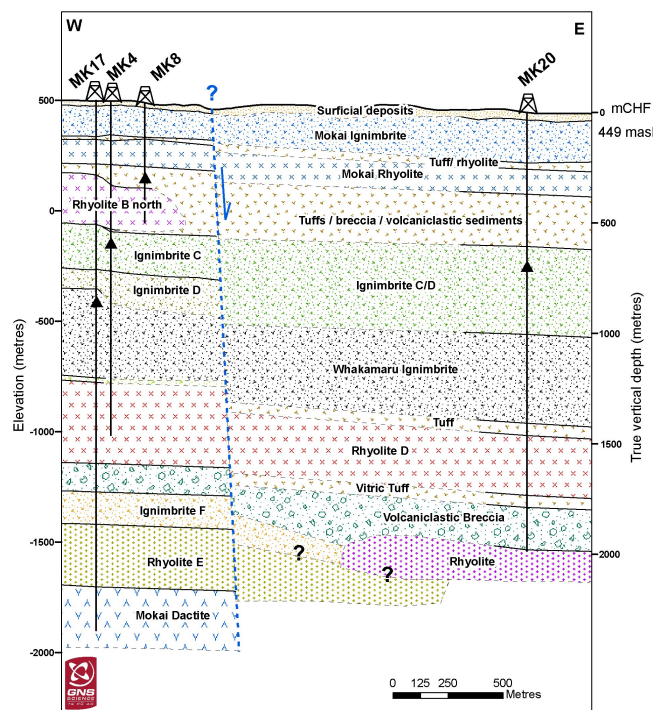 W
E
MK17
MK4
MK8
MK20
?
500
0 mCHF
Surficial deposits
449 masl
Mokai Ignimbrite
Tuff/ rhyolite
Mokai Rhyolite
Rhyolite B north
Tuffs / breccia / volcaniclastic sediments
0
500
Ignimbrite C
Ignimbrite D
Ignimbrite C/D
-500
1000
Whakamaru Ignimbrite
Tuff
-1000
1500
Rhyolite D
Vitric Tuff
Ignimbrite F
Volcaniclastic Breccia
-1500
?
2000
Rhyolite E
Rhyolite
?
Mokai Dactite
-2000
Elevation (metres)
True vertical depth (metres)
GNS
SCIENCE
0 125 250 500
Metres